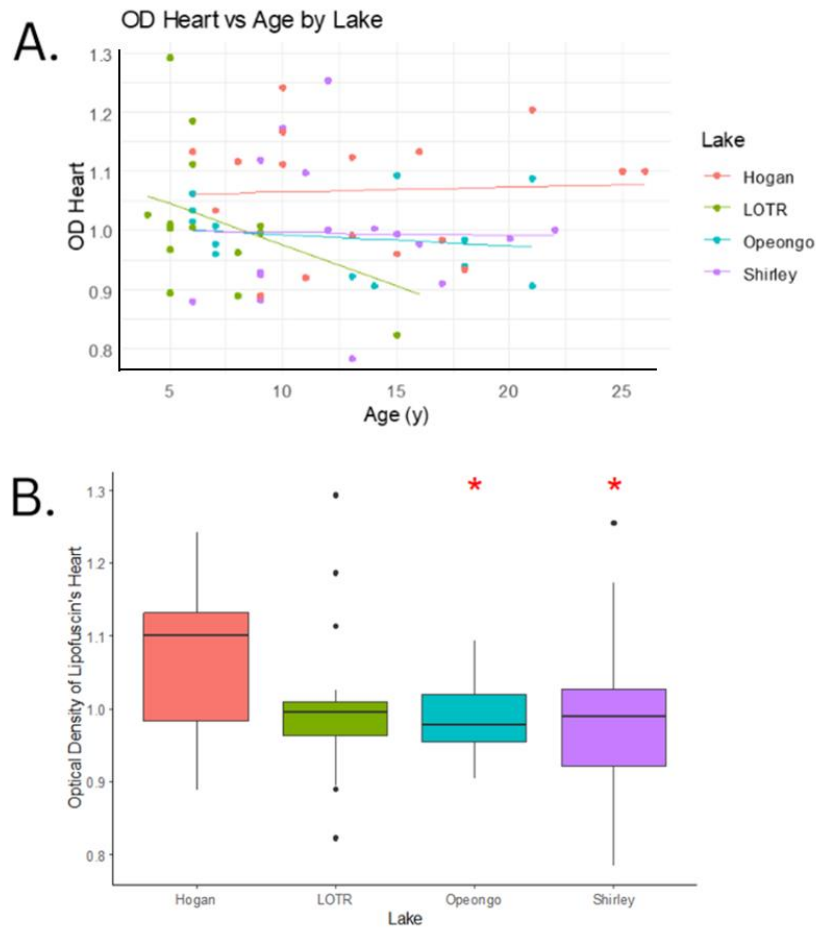 A.
OD Heart vs Age by Lake
1.3
1.2
1.1
1.0
0.9
0.8
OD Heart
5 10 15 20 25
Age (y)
Lake
Hogan
LOTR
Opeongo
Shirley
B.
* *
1.3
1.2
1.1
1.0
0.9
0.8
Optical Density of Lipofuscin's Heart
Hogan LOTR Opeongo Shirley
Lake